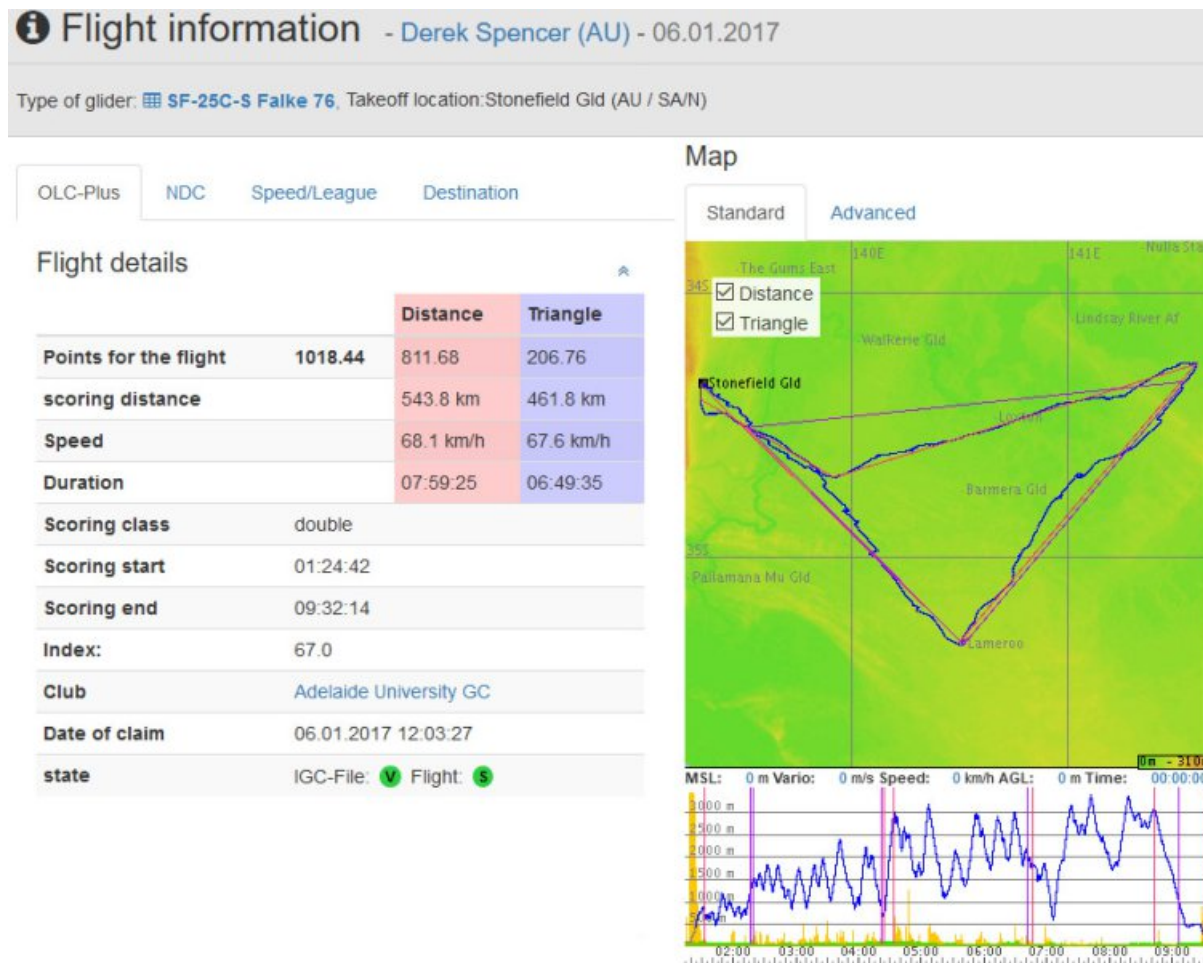 Flight information - Derek Spencer (AU) - 06.01.2017
Type of glider: SF-25C-S Falke 76, Takeoff location:Stonefield Gld (AU / SA/N)
OLC-Plus NDC Speed/League Destination
Flight details
Distance Triangle
Points for the flight 1018.44 811.68 206.76
scoring distance 543.8 km 461.8 km
Speed 68.1 km/h 67.6 km/h
Duration 07:59:25 06:49:35
Scoring class double
Scoring start 01:24:42
Scoring end 09:32:14
Index: 67.0
Club Adelaide University GC
Date of claim 06.01.2017 12:03:27
state IGC-File: V Flight: S
Map
Standard Advanced
140E 141E Nulla Sta
The Gums East
34S Distance
Triangle
Lindsay River Af
Walkerie Gld
Stonefield Gld
Loxton
Barmera Gld
35S
Pallamana Mu Gld
Lameroo
0m - 310
MSL: 0 m Vario: 0 m/s Speed: 0 km/h AGL: 0 m Time: 00:00:00
3000 m
2500 m
2000 m
1500 m
1000 m
02:00 03:00 04:00 05:00 06:00 07:00 08:00 09:00